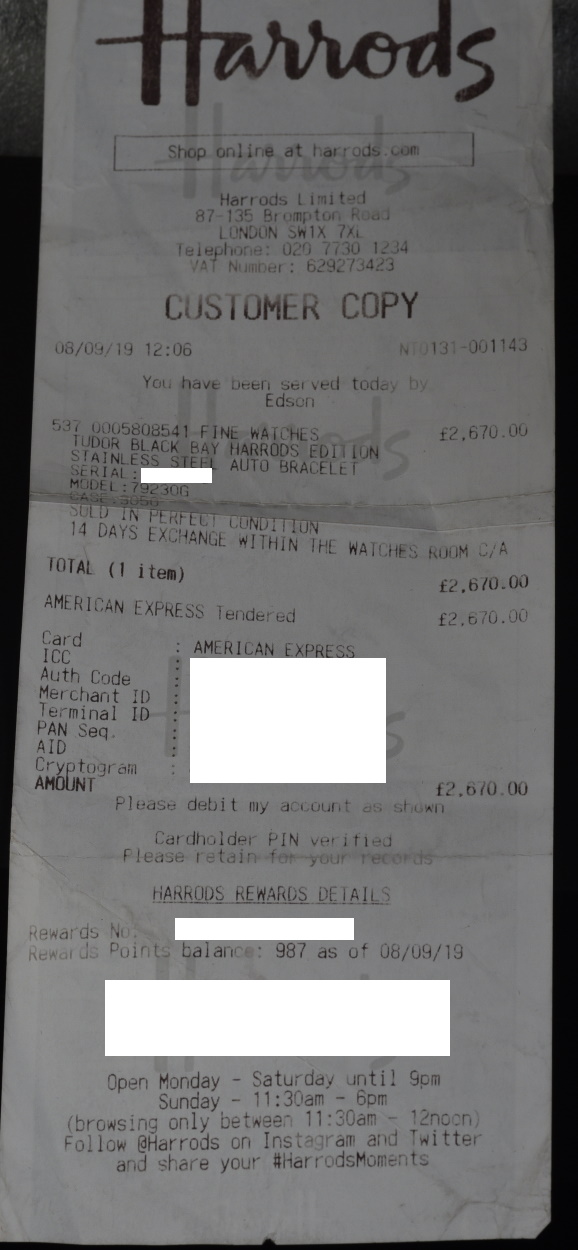 Harrods
Shop online at harrods.com
Harrods Limited
87-135 Brompton Road
LONDON SW1X 7XL
Telephone: 020 7730 1234
VAT Number: 629273423
CUSTOMER COPY
08/09/19 12:06 NT0131-001143
You have been served today by
Edson
537 0005808541 FINE WATCHES £2,670.00
TUDOR BLACK BAY HARRODS EDITION
STAINLESS STEEL AUTO BRACELET
SERIAL:
MODEL:79230G
SOLD IN PERFECT CONDITION
14 DAYS EXCHANGE WITHIN THE WATCHES ROOM C/A
TOTAL (1 item) £2,670.00
AMERICAN EXPRESS Tendered £2,670.00
Card : AMERICAN EXPRESS
ICC :
Auth Code :
Merchant ID :
Terminal ID :
PAN Seq. :
AID :
Cryptogram :
AMOUNT £2,670.00
Please debit my account as shown
Cardholder PIN verified
Please retain for your records
HARRODS REWARDS DETAILS
Rewards No:
Rewards Points balance: 987 as of 08/09/19
Open Monday - Saturday until 9pm
Sunday - 11:30am - 6pm
(browsing only between 11:30am - 12noon)
Follow @Harrods on Instagram and Twitter
and share your #HarrodsMoments